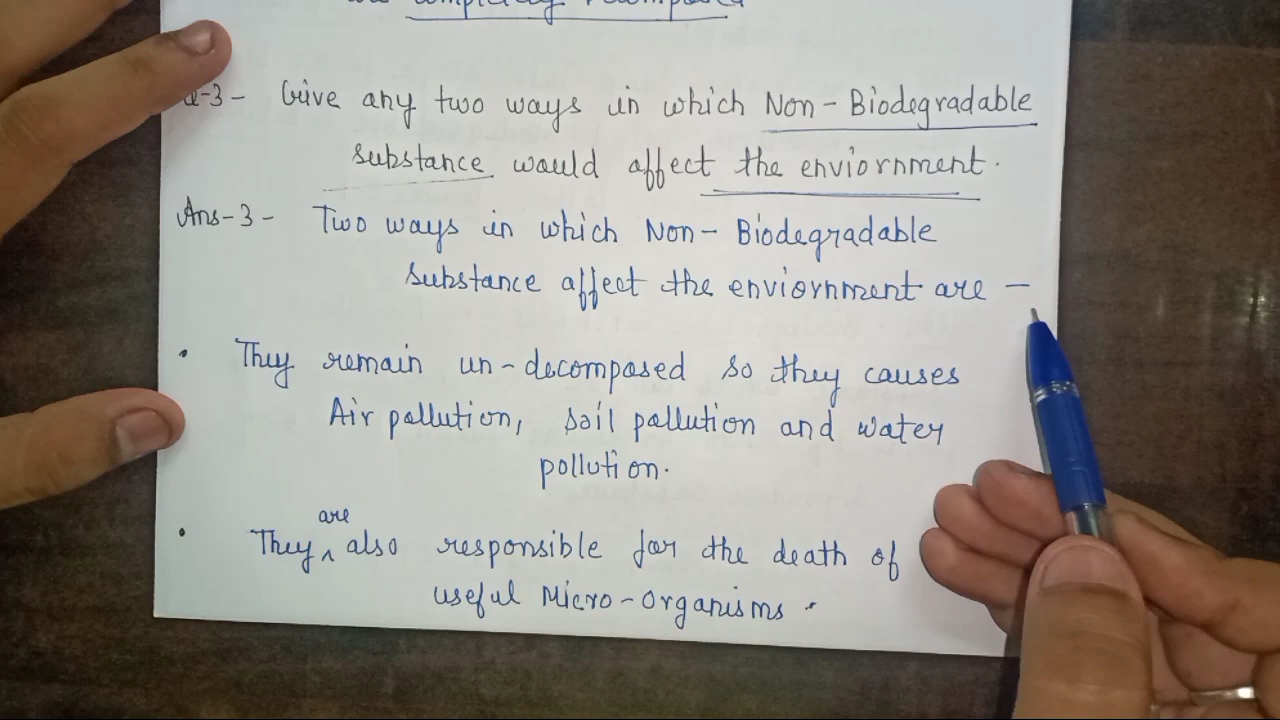 Q-3- Give any two ways in which Non-Biodegradable
substance would affect the enviornment.
Ans-3- Two ways in which Non-Biodegradable
substance affect the enviornment are -
• They remain un-decomposed so they causes
Air pollution, soil pollution and water
pollution.
• They are also responsible for the death of
useful Micro-organisms.